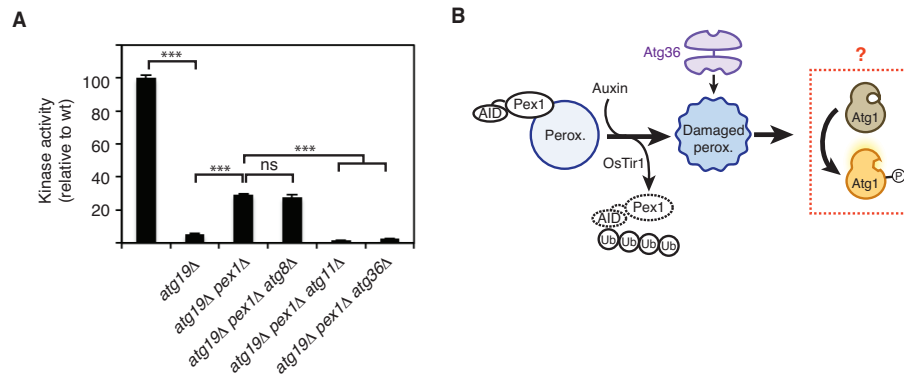 A
Kinase activity
(relative to wt)
100
80
60
40
20
***
***
***
ns
atg19Δ
atg19Δ pex1Δ
atg19Δ pex1Δ atg8Δ
atg19Δ pex1Δ atg11Δ
atg19Δ pex1Δ atg36Δ
B
Atg36
?
AID
Pex1
Auxin
Perox.
Damaged
perox.
Atg1
OsTir1
Atg1
P
AID
Pex1
Ub Ub Ub Ub